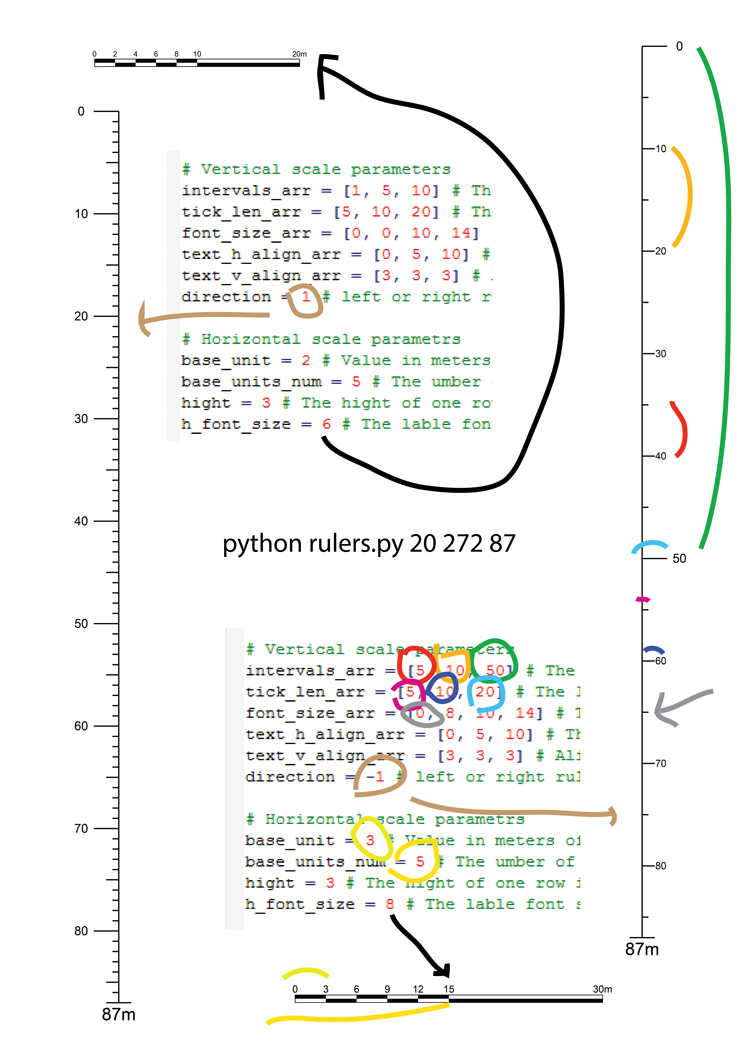 0 2 4 6 8 10 20m
0
10
20
30
40
50
60
70
80
87m
# Vertical scale parameters
intervals_arr = [1, 5, 10] # Th
tick_len_arr = [5, 10, 20] # Th
font_size_arr = [0, 0, 10, 14]
text_h_align_arr = [0, 5, 10] #
text_v_align_arr = [3, 3, 3] # .
direction = 1 # left or right r
# Horizontal scale parametrs
base_unit = 2 # Value in meters
base_units_num = 5 # The umber
hight = 3 # The hight of one ro
h_font_size = 6 # The lable fon
python rulers.py 20 272 87
# Vertical scale parameters
intervals_arr = [5, 10, 50] # The
tick_len_arr = [5, 10, 20] # The l
font_size_arr = [0, 8, 10, 14] # T
text_h_align_arr = [0, 5, 10] # Th
text_v_align_arr = [3, 3, 3] # Ali
direction = -1 # left or right rul
# Horizontal scale parametrs
base_unit = 3 # Value in meters of
base_units_num = 5 # The umber of
hight = 3 # The hight of one row i
h_font_size = 8 # The lable font s
0 3 6 9 12 15 30m
0
10
20
30
40
50
60
70
80
87m